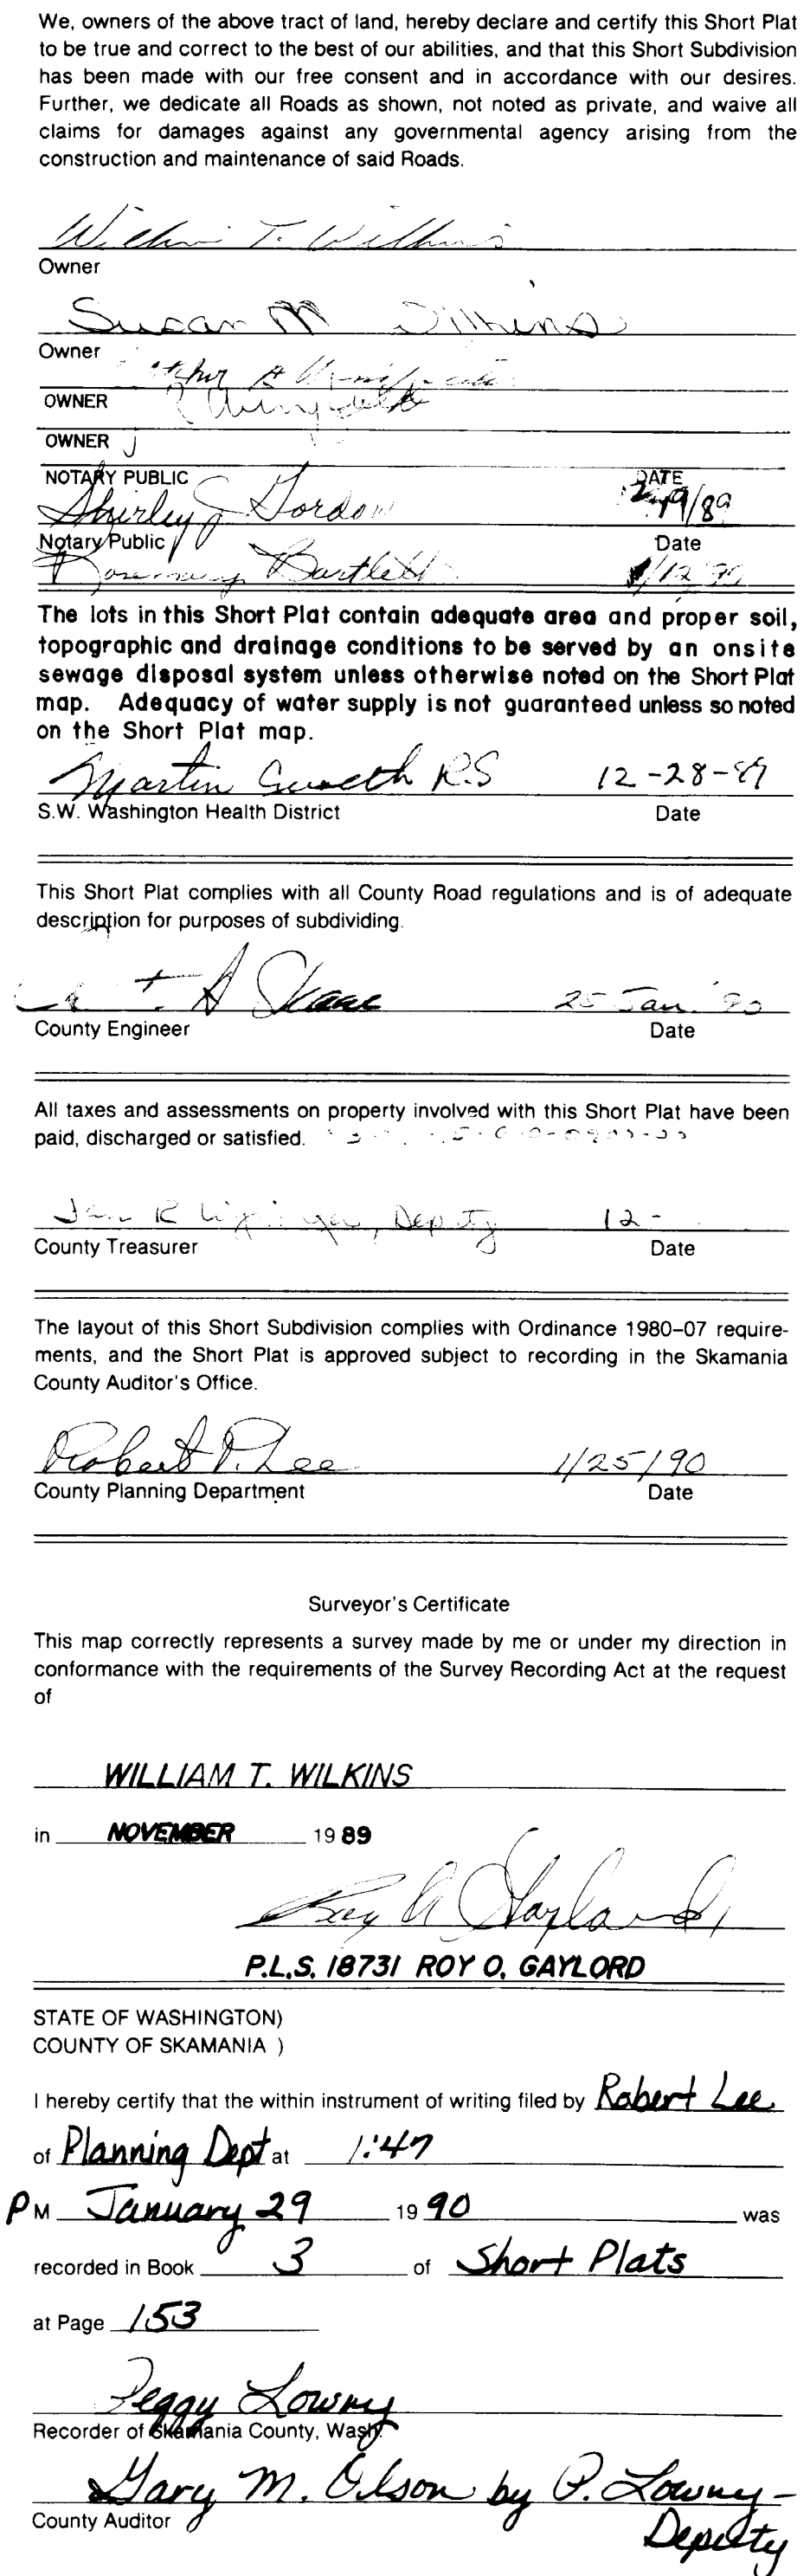 We, owners of the above tract of land, hereby declare and certify this Short Plat
to be true and correct to the best of our abilities, and that this Short Subdivision
has been made with our free consent and in accordance with our desires.
Further, we dedicate all Roads as shown, not noted as private, and waive all
claims for damages against any governmental agency arising from the
construction and maintenance of said Roads.
T. Wilkins
Owner
Susan M Wilkins
Owner
OWNER
OWNER
NOTARY PUBLIC
DATE
Shirley Gordon
Notary Public
Date
Rosemary Bartlett
The lots in this Short Plat contain adequate area and proper soil,
topographic and drainage conditions to be served by an onsite
sewage disposal system unless otherwise noted on the Short Plat
map. Adequacy of water supply is not guaranteed unless so noted
on the Short Plat map.
Martin R.S 12-28-89
S.W. Washington Health District Date
This Short Plat complies with all County Road regulations and is of adequate
description for purposes of subdividing.
25 Jan. 90
County Engineer Date
All taxes and assessments on property involved with this Short Plat have been
paid, discharged or satisfied.
Deputy 12-
County Treasurer Date
The layout of this Short Subdivision complies with Ordinance 1980-07 require-
ments, and the Short Plat is approved subject to recording in the Skamania
County Auditor's Office.
Robert Lee 1/25/90
County Planning Department Date
Surveyor's Certificate
This map correctly represents a survey made by me or under my direction in
conformance with the requirements of the Survey Recording Act at the request
of
WILLIAM T. WILKINS
in NOVEMBER 1989
Gaylord
P.L.S. 18731 ROY O. GAYLORD
STATE OF WASHINGTON)
COUNTY OF SKAMANIA )
I hereby certify that the within instrument of writing filed by Robert Lee
of Planning Dept at 1:47
PM January 29 1990 was
recorded in Book 3 of Short Plats
at Page 153
Peggy Lowry
Recorder of Skamania County, Wash.
Gary M. Olson by P. Lowry-
County Auditor
Deputy